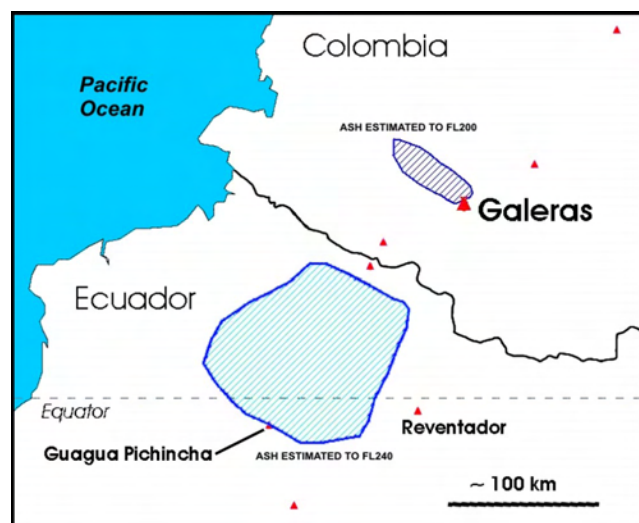 Colombia
Pacific
Ocean
ASH ESTIMATED TO FL200
Galeras
Ecuador
Equator
Reventador
Guagua Pichincha
ASH ESTIMATED TO FL240
~ 100 km